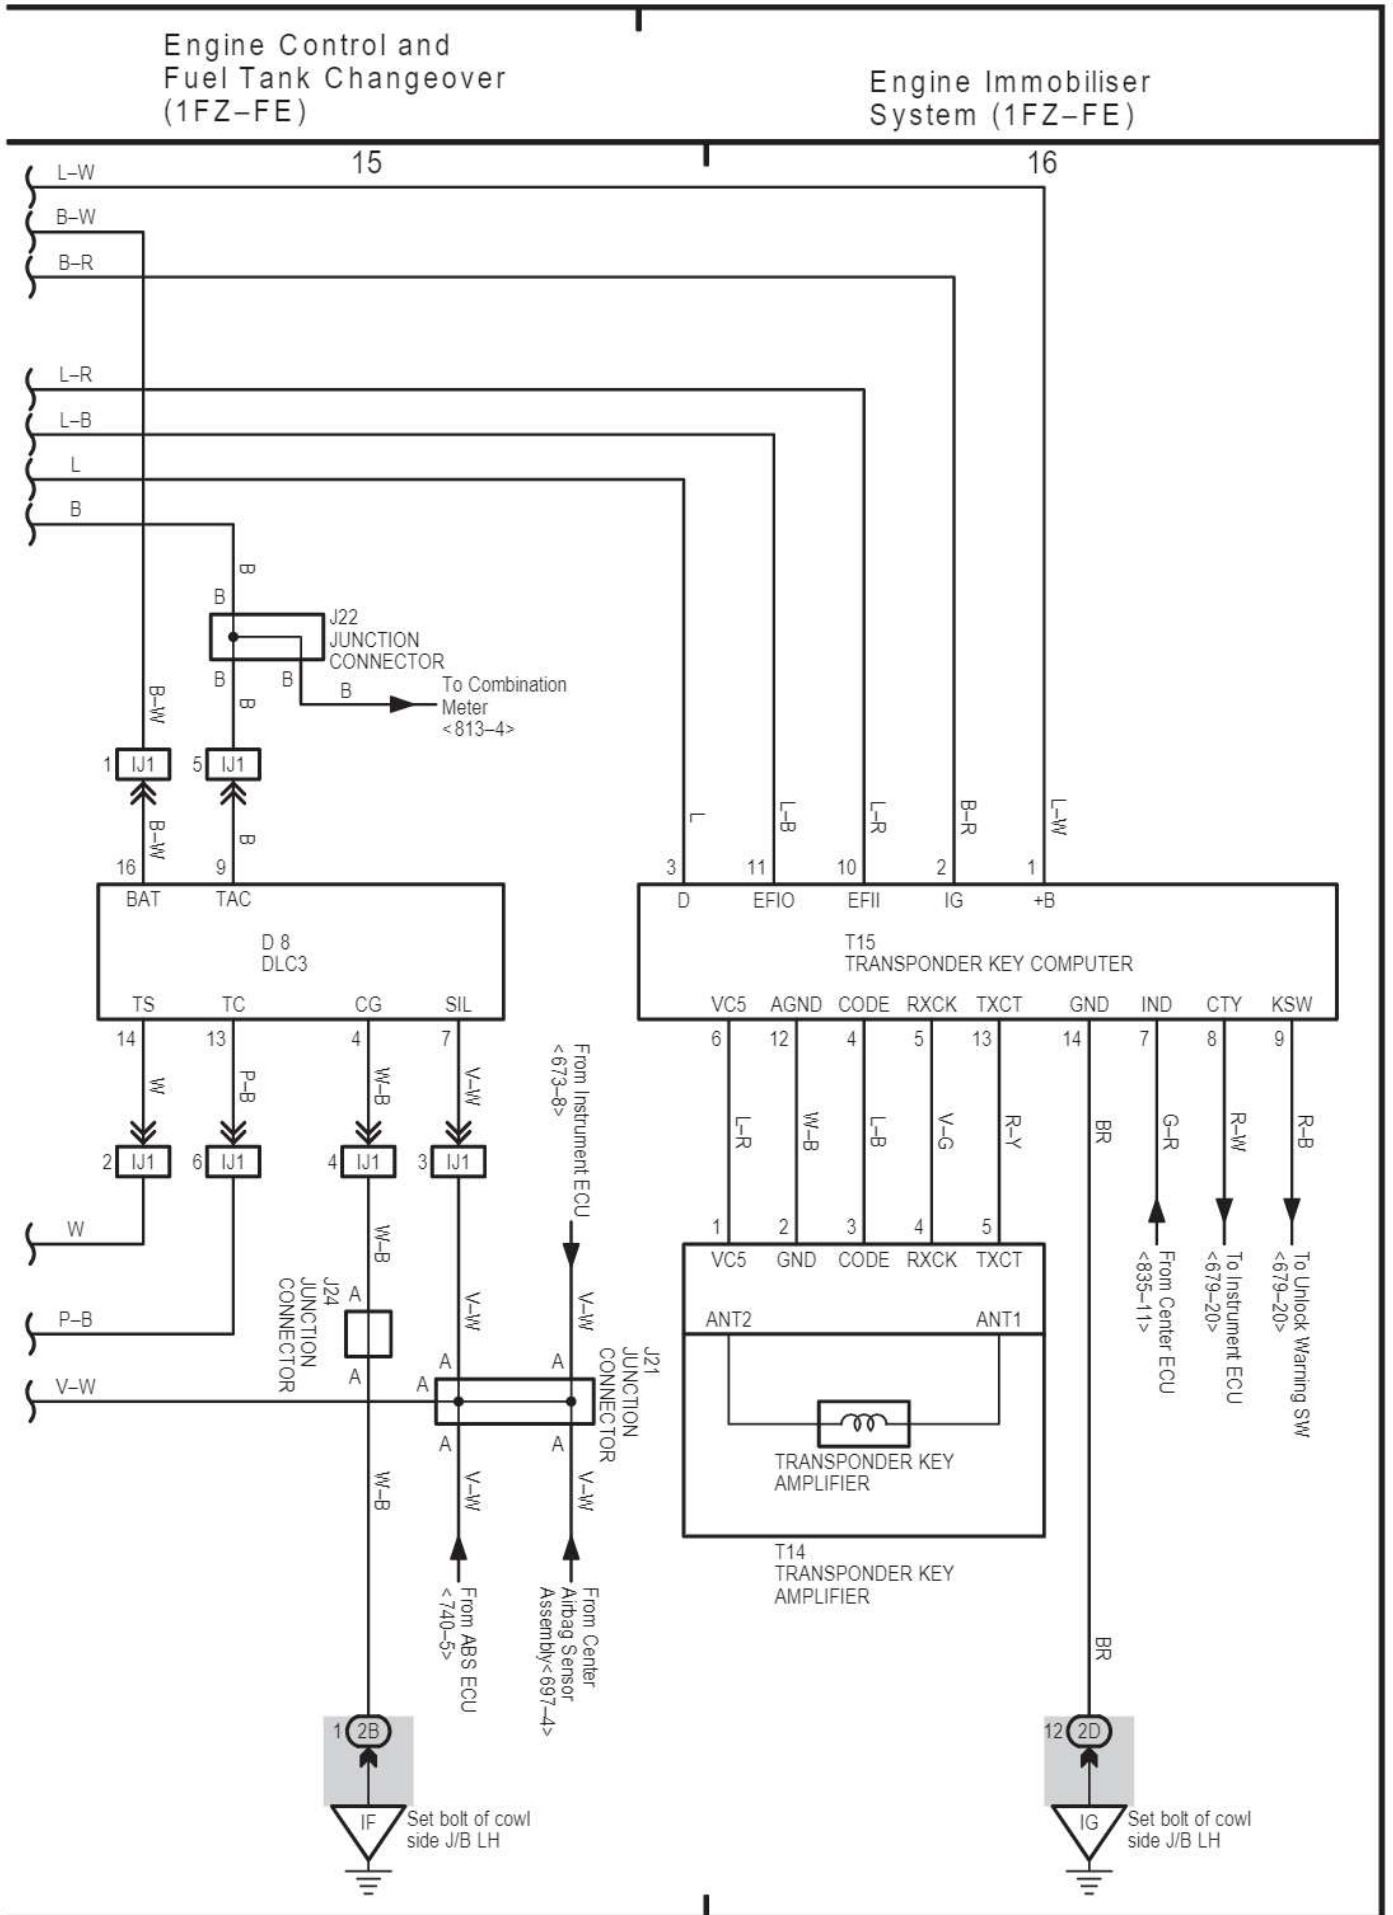 Engine Control and
Fuel Tank Changeover
(1FZ–FE)
Engine Immobiliser
System (1FZ–FE)
15
16
L–W
B–W
B–R
L–R
L–B
L
B
B
B
J22
JUNCTION
CONNECTOR
B
B
B
B
To Combination
Meter
<813–4>
B–W
1
IJ1
5
IJ1
B–W
B
L
L–B
L–R
B–R
L–W
16
9
BAT
TAC
D 8
DLC3
TS
TC
CG
SIL
14
13
4
7
3
11
10
2
1
D
EFIO
EFII
IG
+B
T15
TRANSPONDER KEY COMPUTER
VC5
AGND
CODE
RXCK
TXCT
GND
IND
CTY
KSW
6
12
4
5
13
14
7
8
9
W
P–B
W–B
V–W
From Instrument ECU
<673–8>
L–R
W–B
L–B
V–G
R–Y
BR
G–R
R–W
R–B
2
IJ1
6
IJ1
4
IJ1
3
IJ1
W
P–B
V–W
W–B
A
J24
JUNCTION
CONNECTOR
A
V–W
V–W
A
A
A
J21
JUNCTION
CONNECTOR
A
A
W–B
V–W
V–W
From ABS ECU
<740–5>
From Center
Airbag Sensor
Assembly<697–4>
1
2
3
4
5
VC5
GND
CODE
RXCK
TXCT
ANT2
ANT1
TRANSPONDER KEY
AMPLIFIER
T14
TRANSPONDER KEY
AMPLIFIER
From Center ECU
<835–11>
To Instrument ECU
<679–20>
To Unlock Warning SW
<679–20>
BR
1
2B
IF
Set bolt of cowl
side J/B LH
12
2D
IG
Set bolt of cowl
side J/B LH